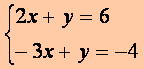 2x + y = 6
- 3x + y = -4